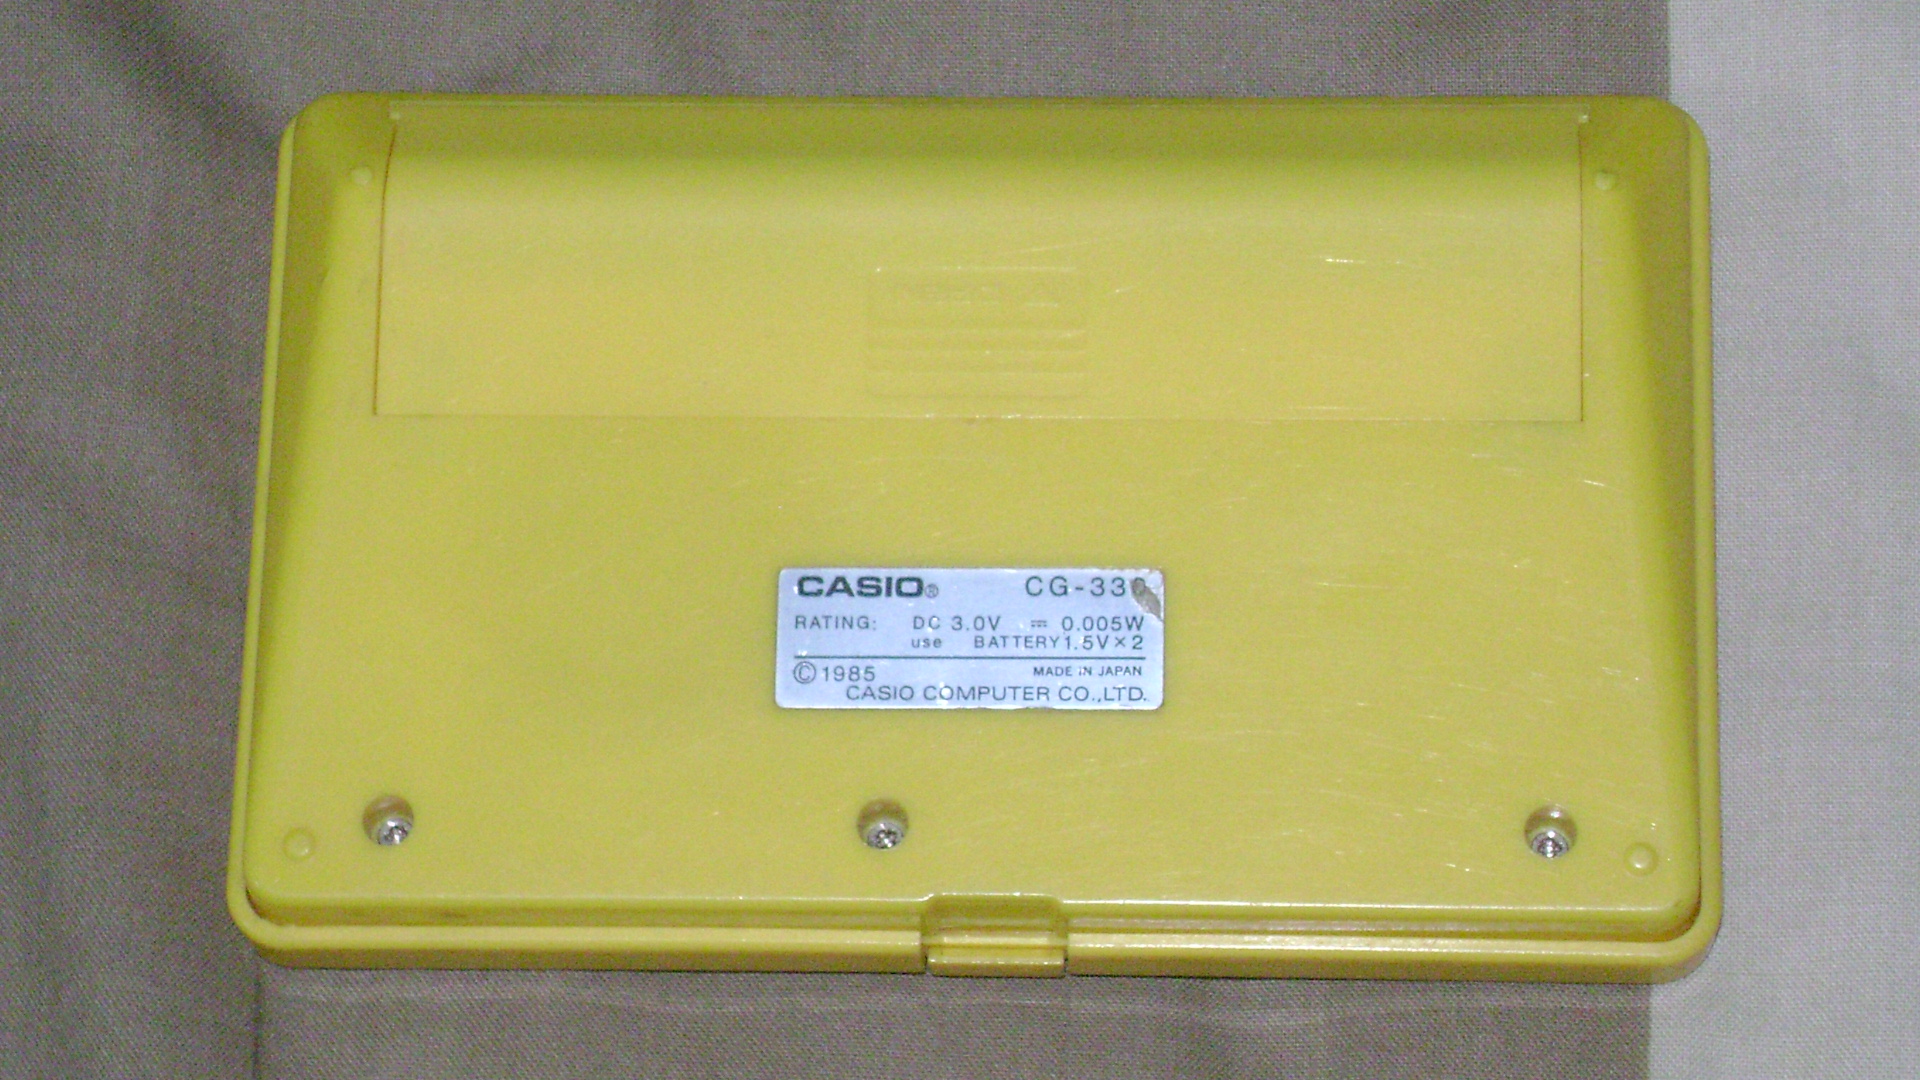 CASIO® CG-330
RATING: DC 3.0V ⎓ 0.005W
use BATTERY 1.5V×2
©1985 MADE IN JAPAN
CASIO COMPUTER CO.,LTD.